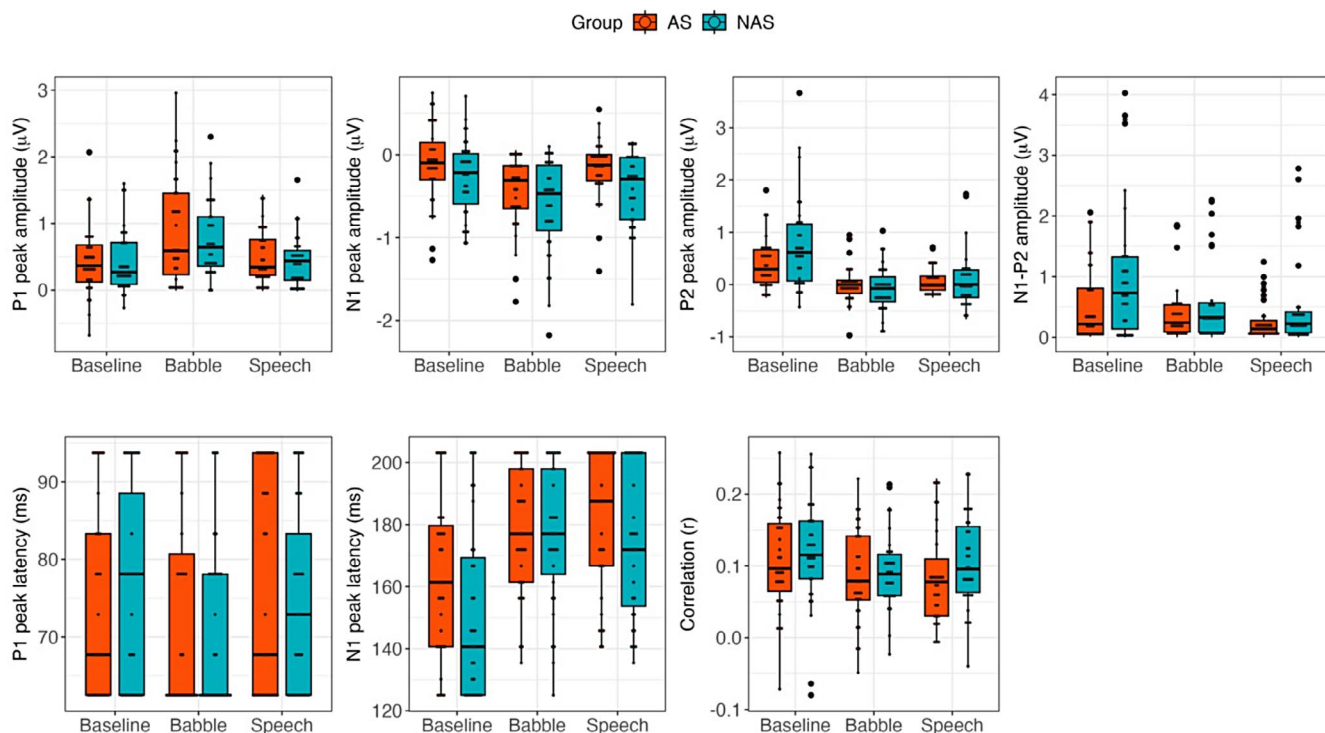 Group AS NAS
P1 peak amplitude (μV)
3
2
1
0
Baseline Babble Speech
N1 peak amplitude (μV)
0
-1
-2
Baseline Babble Speech
P2 peak amplitude (μV)
3
2
1
0
-1
Baseline Babble Speech
N1-P2 amplitude (μV)
4
3
2
1
0
Baseline Babble Speech
P1 peak latency (ms)
90
80
70
Baseline Babble Speech
N1 peak latency (ms)
200
180
160
140
120
Baseline Babble Speech
Correlation (r)
0.2
0.1
0.0
-0.1
Baseline Babble Speech